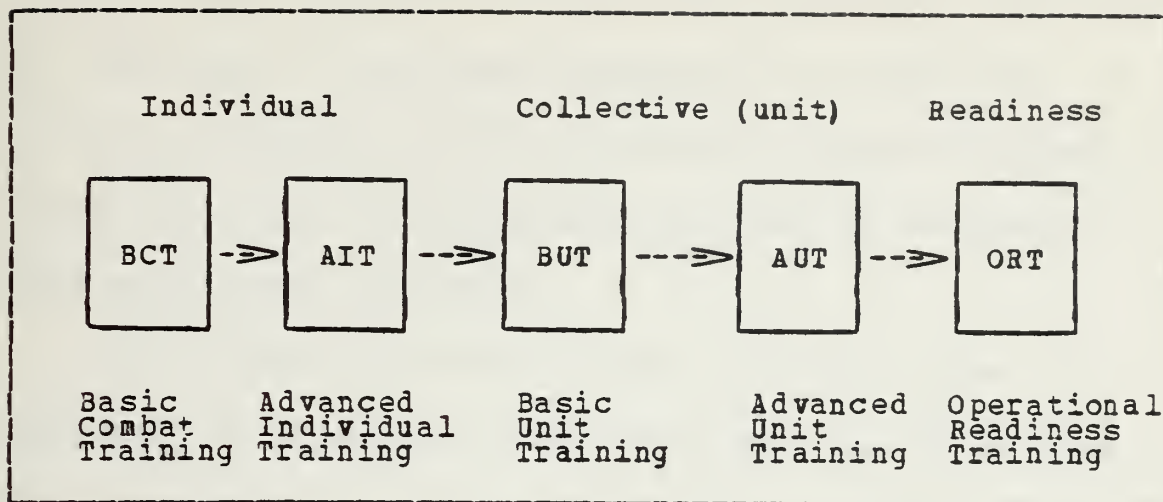 Individual Collective (unit) Readiness
BCT AIT BUT AUT ORT
Basic Combat Training
Advanced Individual Training
Basic Unit Training
Advanced Unit Training
Operational Readiness Training